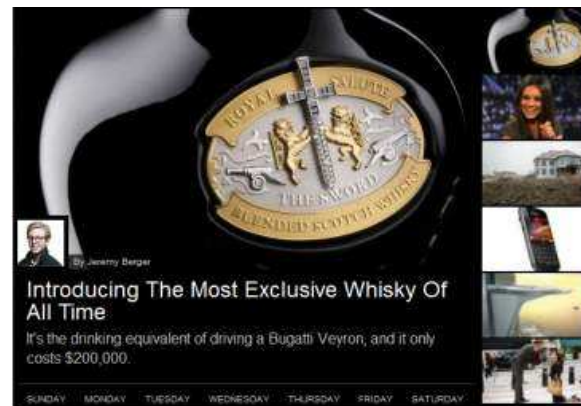 ROYAL SALUTE
THE SWORD
BLENDED SCOTCH WHISKY
By Jeremy Berger
Introducing The Most Exclusive Whisky Of
All Time
It's the drinking equivalent of driving a Bugatti Veyron, and it only
costs $200,000.
SUNDAY MONDAY TUESDAY WEDNESDAY THURSDAY FRIDAY SATURDAY